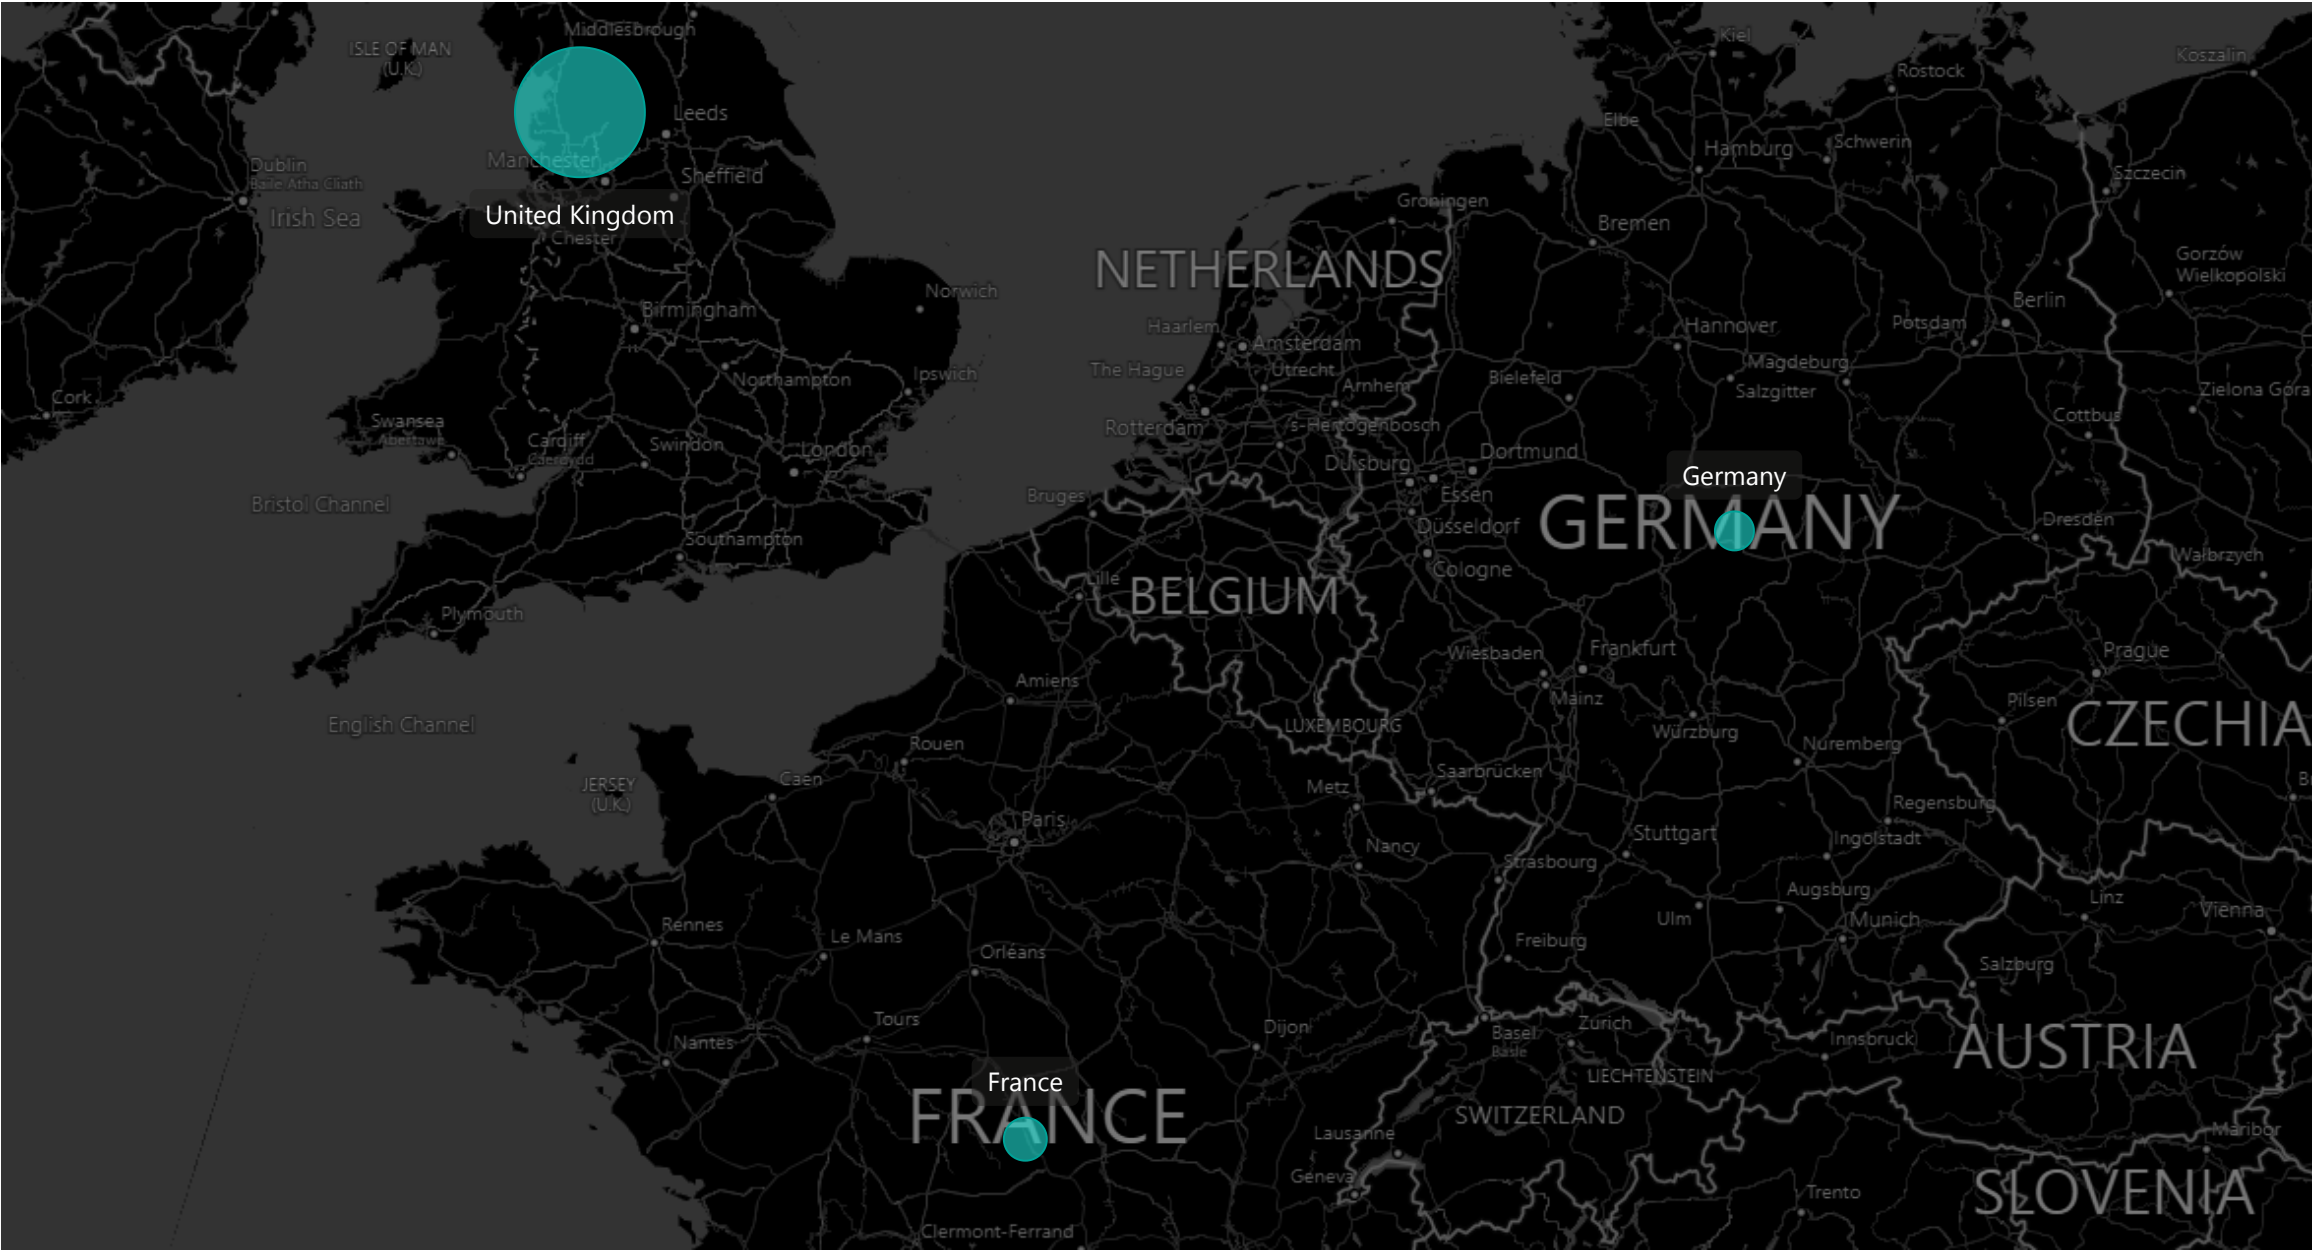 Middlesbrough
ISLE OF MAN
(U.K.)
Leeds
Manchester
Sheffield
Dublin
Baile Átha Cliath
Irish Sea
United Kingdom
Chester
Norwich
Birmingham
Northampton
Ipswich
Cork
Swansea
Abertawe
Cardiff
Caerdydd
Swindon
London
Bristol Channel
Southampton
Plymouth
English Channel
JERSEY
(U.K.)
Kiel
Rostock
Koszalin
Elbe
Hamburg
Schwerin
Szczecin
Groningen
Bremen
NETHERLANDS
Gorzów
Wielkopolski
Berlin
Haarlem
Amsterdam
Hannover
Potsdam
The Hague
Utrecht
Arnhem
Bielefeld
Magdeburg
Salzgitter
Zielona Góra
Rotterdam
s-Hertogenbosch
Cottbus
Duisburg
Dortmund
Germany
Bruges
Essen
GERMANY
Düsseldorf
Dresden
Cologne
Wałbrzych
Lille
BELGIUM
Wiesbaden
Frankfurt
Prague
Amiens
Mainz
Pilsen
LUXEMBOURG
Würzburg
CZECHIA
Rouen
Nuremberg
Caen
Metz
Saarbrücken
Regensburg
Paris
Nancy
Stuttgart
Ingolstadt
Strasbourg
Augsburg
Linz
Ulm
Munich
Vienna
Rennes
Le Mans
Orléans
Freiburg
Salzburg
Tours
Nantes
Dijon
Basel
Basle
Zürich
Innsbruck
AUSTRIA
LIECHTENSTEIN
France
FRANCE
SWITZERLAND
Lausanne
Maribor
Geneva
Trento
SLOVENIA
Clermont-Ferrand